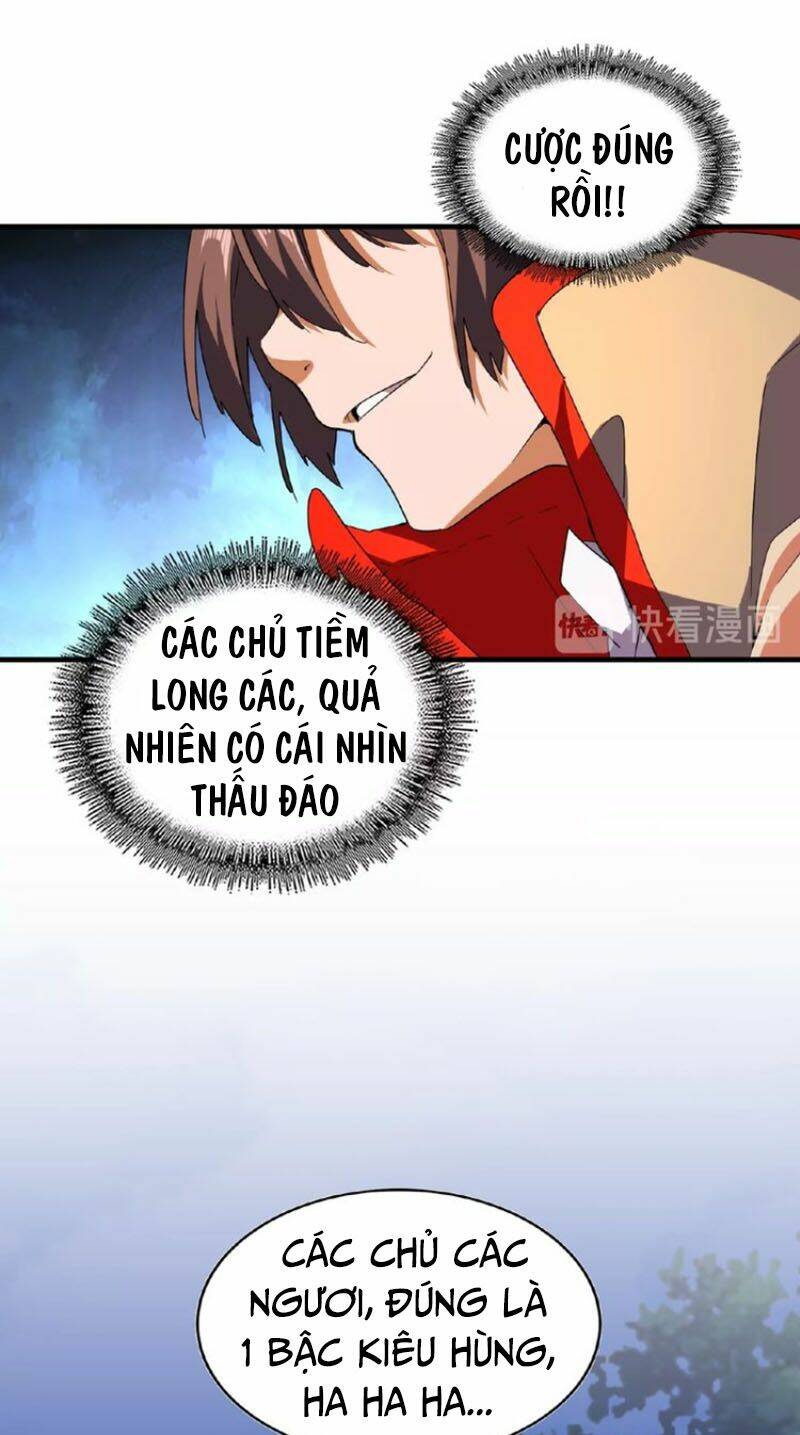 CƯỢC ĐÚNG
RỒI!!
快看漫画
CÁC CHỦ TIỀM
LONG CÁC, QUẢ
NHIÊN CÓ CÁI NHÌN
THẤU ĐÁO
CÁC CHỦ CÁC
NGƯƠI, ĐÚNG LÀ
1 BẬC KIÊU HÙNG,
HA HA HA...